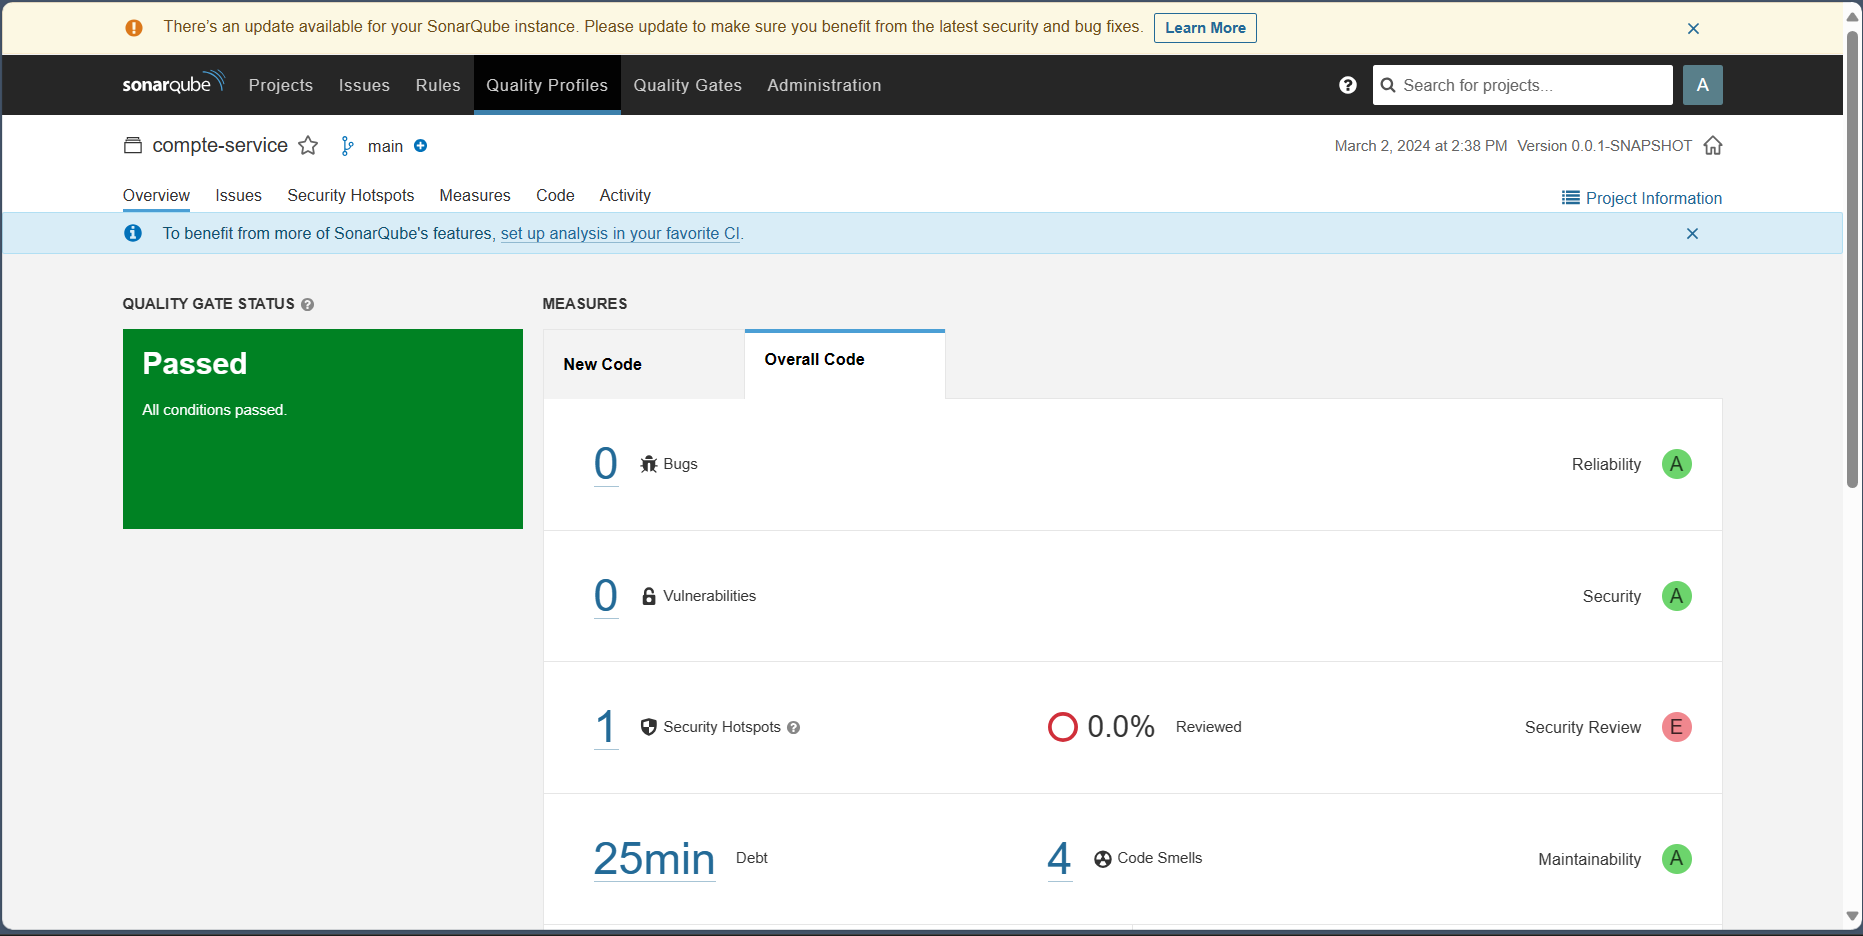 There's an update available for your SonarQube instance. Please update to make sure you benefit from the latest security and bug fixes. Learn More
sonarqube Projects Issues Rules Quality Profiles Quality Gates Administration Search for projects... A
compte-service main March 2, 2024 at 2:38 PM Version 0.0.1-SNAPSHOT
Overview Issues Security Hotspots Measures Code Activity Project Information
To benefit from more of SonarQube's features, set up analysis in your favorite CI.
QUALITY GATE STATUS MEASURES
Passed
All conditions passed.
New Code Overall Code
0 Bugs Reliability A
0 Vulnerabilities Security A
1 Security Hotspots 0.0% Reviewed Security Review E
25min Debt 4 Code Smells Maintainability A